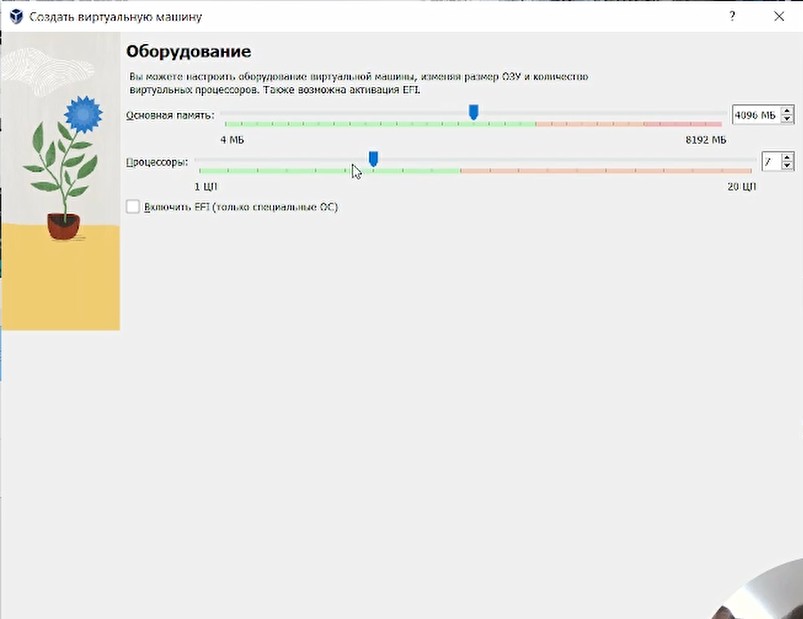 Создать виртуальную машину
?
Оборудование
Вы можете настроить оборудование виртуальной машины, изменяя размер ОЗУ и количество
виртуальных процессоров. Также возможна активация EFI.
Основная память:
4096 МБ
4 МБ
8192 МБ
Процессоры:
7
1 ЦП
20 ЦП
Включить EFI (только специальные ОС)